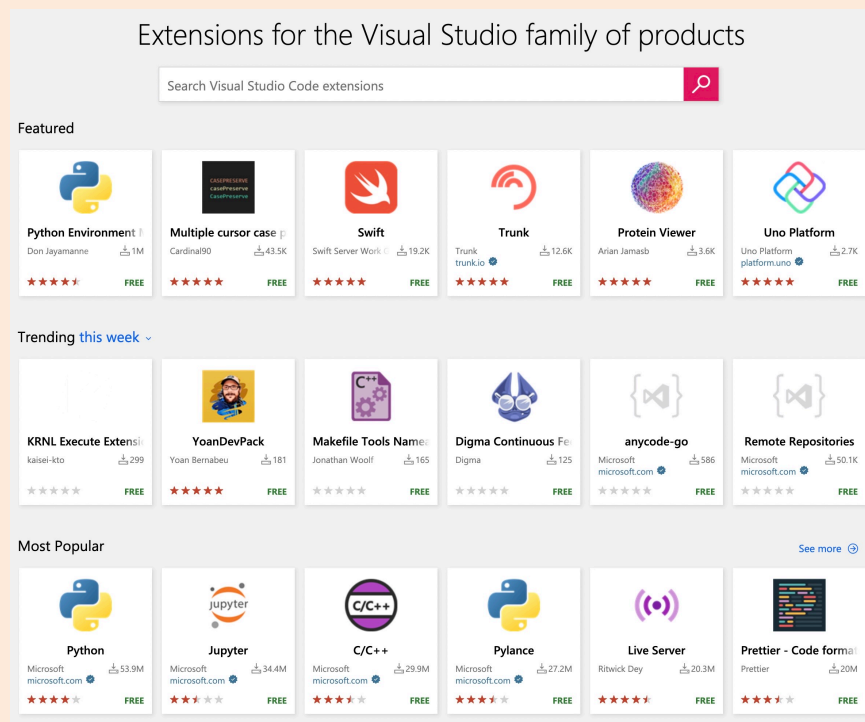 Extensions for the Visual Studio family of products
Search Visual Studio Code extensions
Featured
CASEPRESERVE
casePreserve
CasePreserve
Python Environment
Multiple cursor case p
Swift
Trunk
Protein Viewer
Uno Platform
Don Jayamanne 1M
Cardinal90 43.5K
Swift Server Work 19.2K
Trunk 12.6K
Arian Jamasb 3.6K
Uno Platform 2.7K
trunk.io
platform.uno
FREE
FREE
FREE
FREE
FREE
FREE
Trending this week
C++
KRNL Execute Extensi
YoanDevPack
Makefile Tools Namea
Digma Continuous Fe
anycode-go
Remote Repositories
kaisei-kto 299
Yoan Bernabeu 181
Jonathan Woolf 165
Digma 125
Microsoft 586
Microsoft 50.1K
microsoft.com
microsoft.com
FREE
FREE
FREE
FREE
FREE
FREE
Most Popular
See more
jupyter
C/C++
Python
Jupyter
C/C++
Pylance
Live Server
Prettier - Code format
Microsoft 53.9M
Microsoft 34.4M
Microsoft 29.9M
Microsoft 27.2M
Ritwick Dey 20.3M
Prettier 20M
microsoft.com
microsoft.com
microsoft.com
microsoft.com
FREE
FREE
FREE
FREE
FREE
FREE